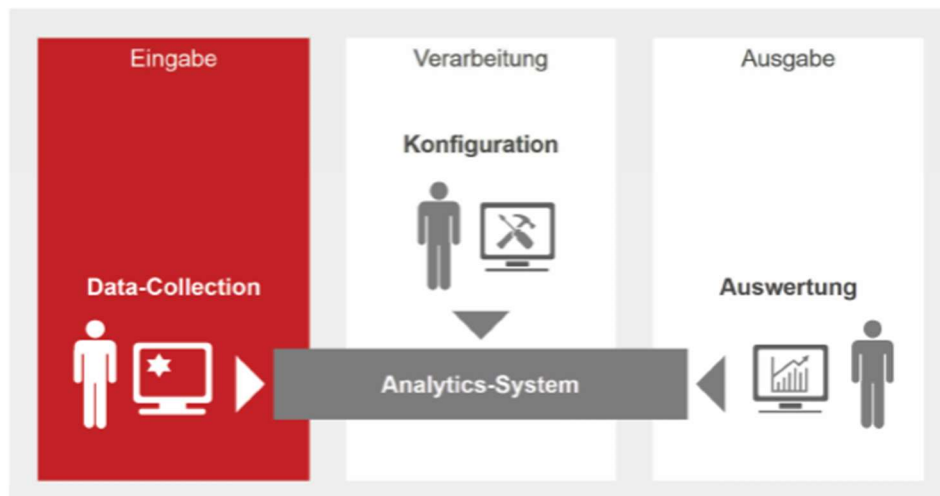 Eingabe
Verarbeitung
Ausgabe
Konfiguration
Data-Collection
Auswertung
Analytics-System